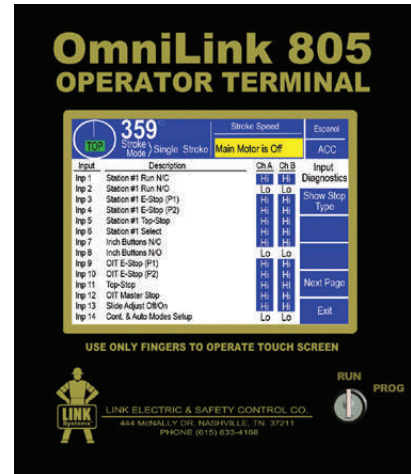 OmniLink 805
OPERATOR TERMINAL
TOP
359°
Stroke Mode / Single Stroke
Stroke Speed
Main Motor is Off
Espanol
ACC
Input Description Ch A Ch B
Input Diagnostics
Inp 1 Station #1 Run N/C Hi Hi
Inp 2 Station #1 Run N/O Lo Lo
Inp 3 Station #1 E-Stop (P1) Hi Hi
Inp 4 Station #1 E-Stop (P2) Hi Hi
Inp 5 Station #1 Top-Stop Hi Hi
Inp 6 Station #1 Select Hi Hi
Inp 7 Inch Buttons N/C Hi Hi
Inp 8 Inch Buttons N/O Lo Lo
Inp 9 OIT E-Stop (P1) Hi Hi
Inp 10 OIT E-Stop (P2) Hi Hi
Inp 11 Top-Stop Hi Hi
Inp 12 OIT Master Stop Hi Hi
Inp 13 Slide Adjust Off/On Hi Hi
Inp 14 Cont. & Auto Modes Setup Lo Lo
Show Stop Type
Next Page
Exit
USE ONLY FINGERS TO OPERATE TOUCH SCREEN
RUN
PROG
LINK
Systems
LINK ELECTRIC & SAFETY CONTROL CO.
444 McNALLY DR. NASHVILLE, TN. 37211
PHONE (615) 833-4168